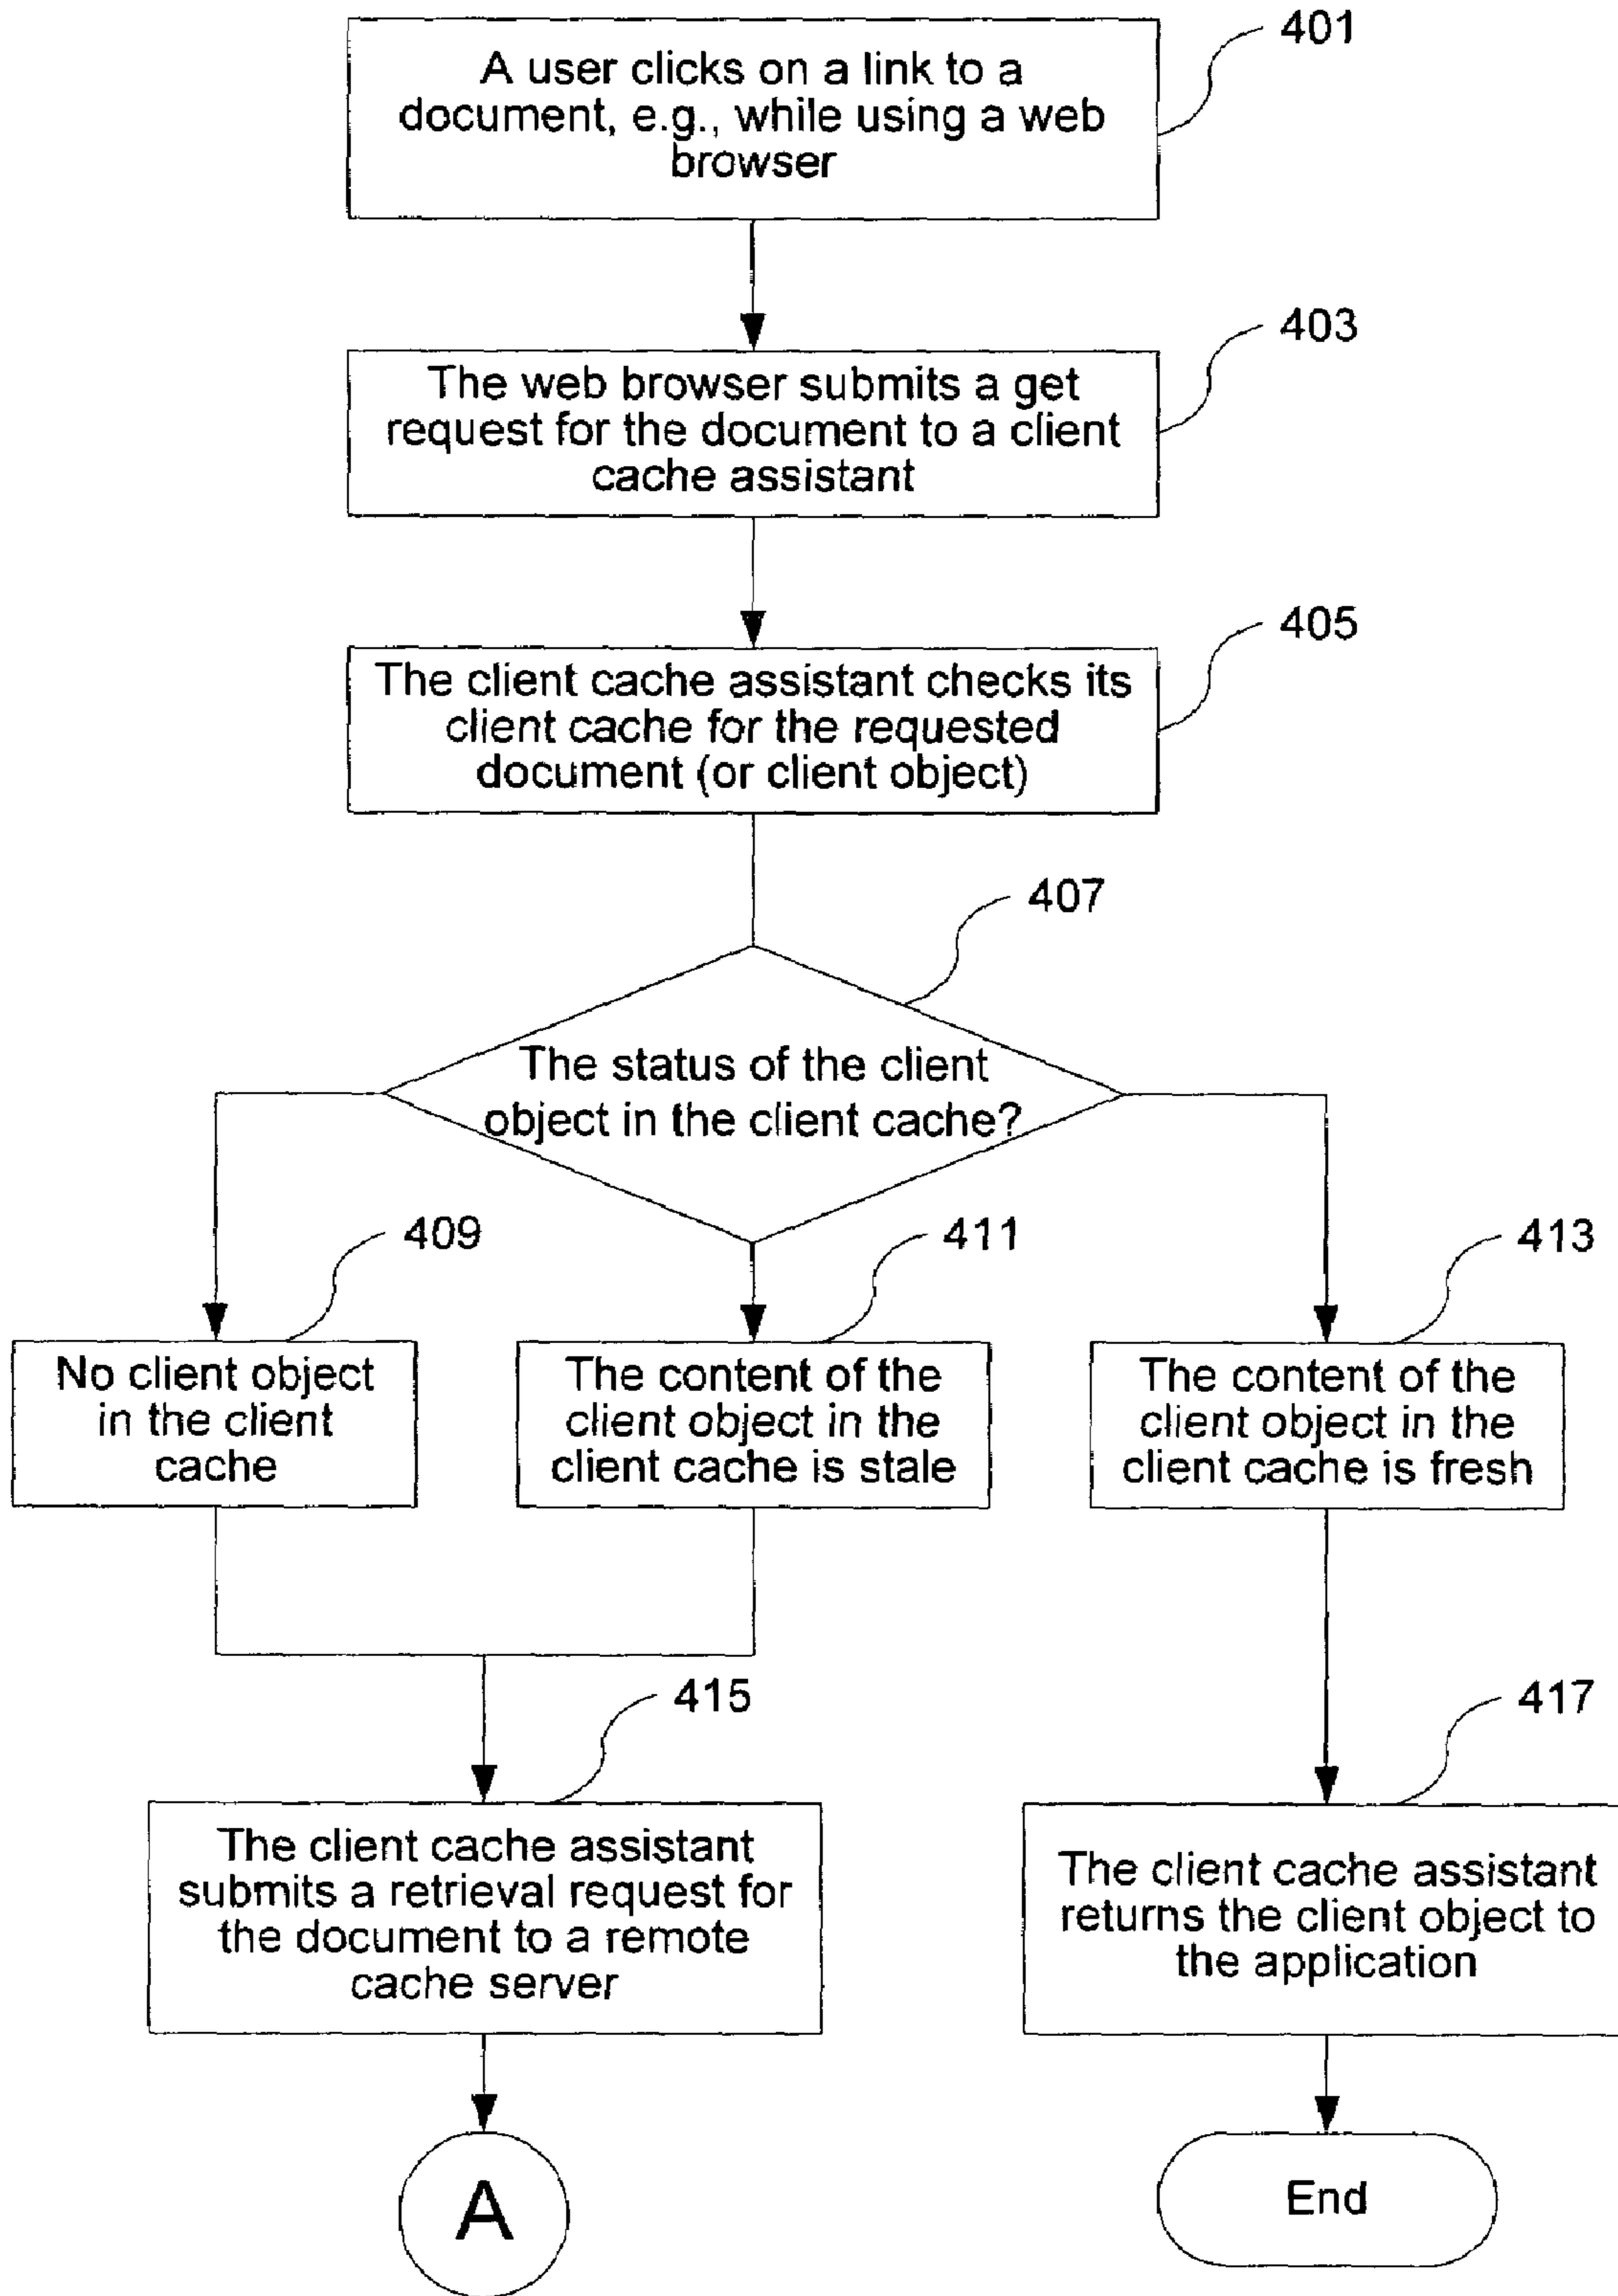 401
A user clicks on a link to a
document, e.g., while using a web
browser
403
The web browser submits a get
request for the document to a client
cache assistant
405
The client cache assistant checks its
client cache for the requested
document (or client object)
407
The status of the client
object in the client cache?
409
411
413
No client object
in the client
cache
The content of the
client object in the
client cache is stale
The content of the
client object in the
client cache is fresh
415
417
The client cache assistant
submits a retrieval request for
the document to a remote
cache server
The client cache assistant
returns the client object to
the application
A
End